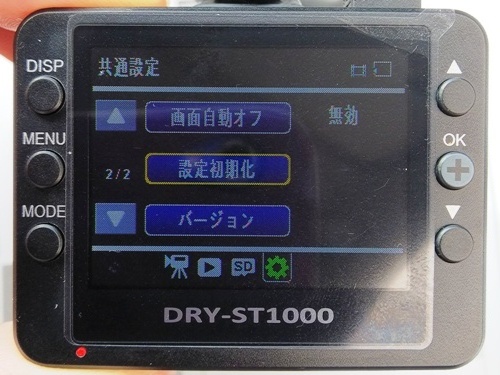 DISP
MENU
MODE
共通設定
画面自動オフ 無効
2/2 設定初期化
バージョン
SD
OK
DRY-ST1000